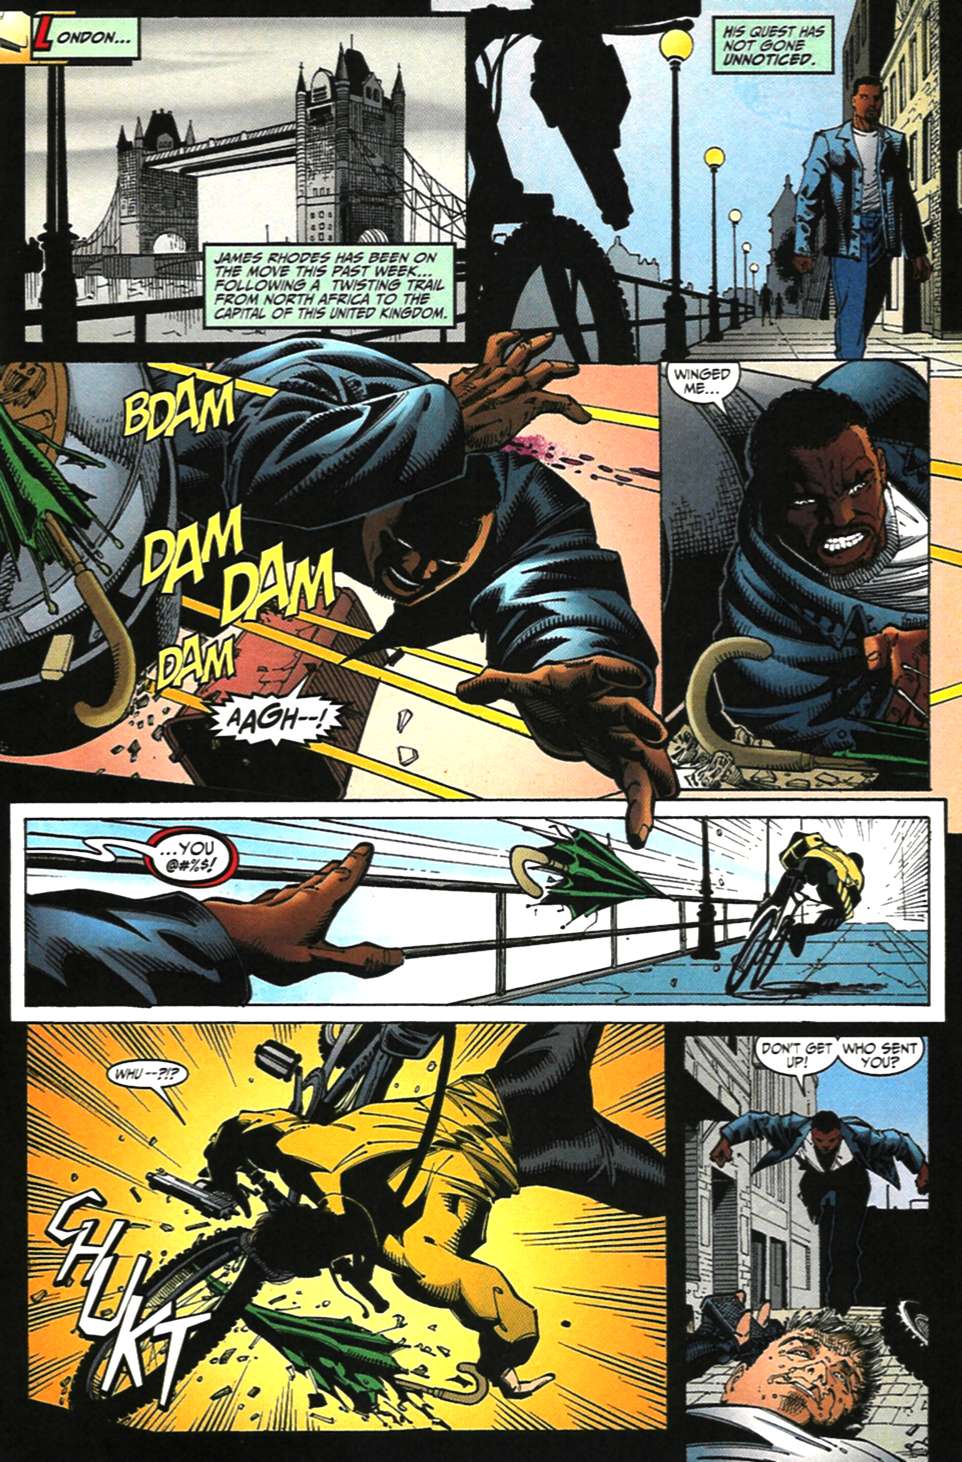 LONDON...
JAMES RHODES HAS BEEN ON
THE MOVE THIS PAST WEEK...
FOLLOWING A TWISTING TRAIL
FROM NORTH AFRICA TO THE
CAPITAL OF THIS UNITED KINGDOM.
HIS QUEST HAS
NOT GONE
UNNOTICED.
BDAM
DAM
DAM
DAM
AAGH--!
WINGED
ME...
...YOU
@#%$!
WHU--?!?
CHUKT
DON'T GET
UP!
WHO SENT
YOU?